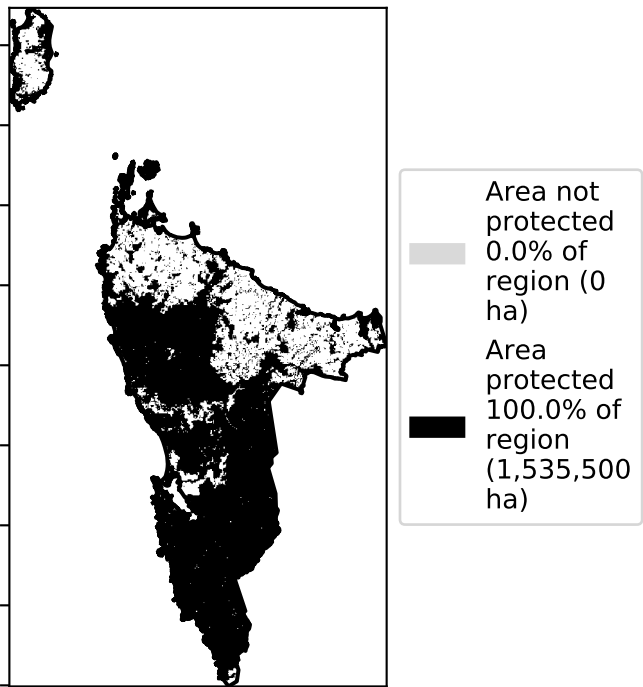 Area not
protected
0.0% of
region (0
ha)
Area
protected
100.0% of
region
(1,535,500
ha)